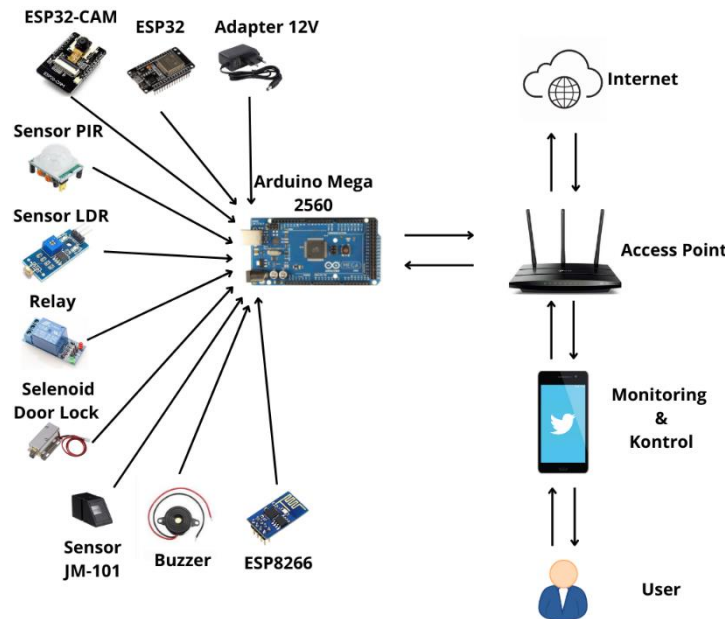 ESP32-CAM
ESP32
Adapter 12V
Internet
Sensor PIR
Arduino Mega
2560
Sensor LDR
Access Point
Relay
Selenoid
Door Lock
Monitoring
&
Kontrol
Sensor
JM-101
Buzzer
ESP8266
User